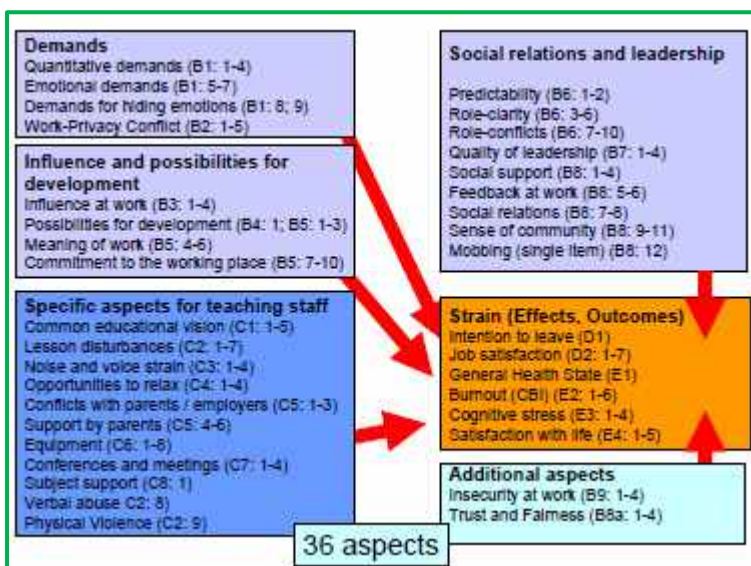 Demands
Quantitative demands (B1: 1-4)
Emotional demands (B1: 5-7)
Demands for hiding emotions (B1: 8; 9)
Work-Privacy Conflict (B2: 1-5)
Influence and possibilities for
development
Influence at work (B3: 1-4)
Possibilities for development (B4: 1; B5: 1-3)
Meaning of work (B5: 4-6)
Commitment to the working place (B5: 7-10)
Specific aspects for teaching staff
Common educational vision (C1: 1-5)
Lesson disturbances (C2: 1-7)
Noise and voice strain (C3: 1-4)
Opportunities to relax (C4: 1-4)
Conflicts with parents / employers (C5: 1-3)
Support by parents (C5: 4-6)
Equipment (C6: 1-8)
Conferences and meetings (C7: 1-4)
Subject support (C8: 1)
Verbal abuse C2: 8)
Physical Violence (C2: 9)
Social relations and leadership
Predictability (B6: 1-2)
Role-clarity (B6: 3-6)
Role-conflicts (B6: 7-10)
Quality of leadership (B7: 1-4)
Social support (B8: 1-4)
Feedback at work (B8: 5-6)
Social relations (B8: 7-8)
Sense of community (B8: 9-11)
Mobbing (single item) (B8: 12)
Strain (Effects, Outcomes)
Intention to leave (D1)
Job satisfaction (D2: 1-7)
General Health State (E1)
Burnout (CBI) (E2: 1-6)
Cognitive stress (E3: 1-4)
Satisfaction with life (E4: 1-5)
Additional aspects
Insecurity at work (B9: 1-4)
Trust and Fairness (B8a: 1-4)
36 aspects